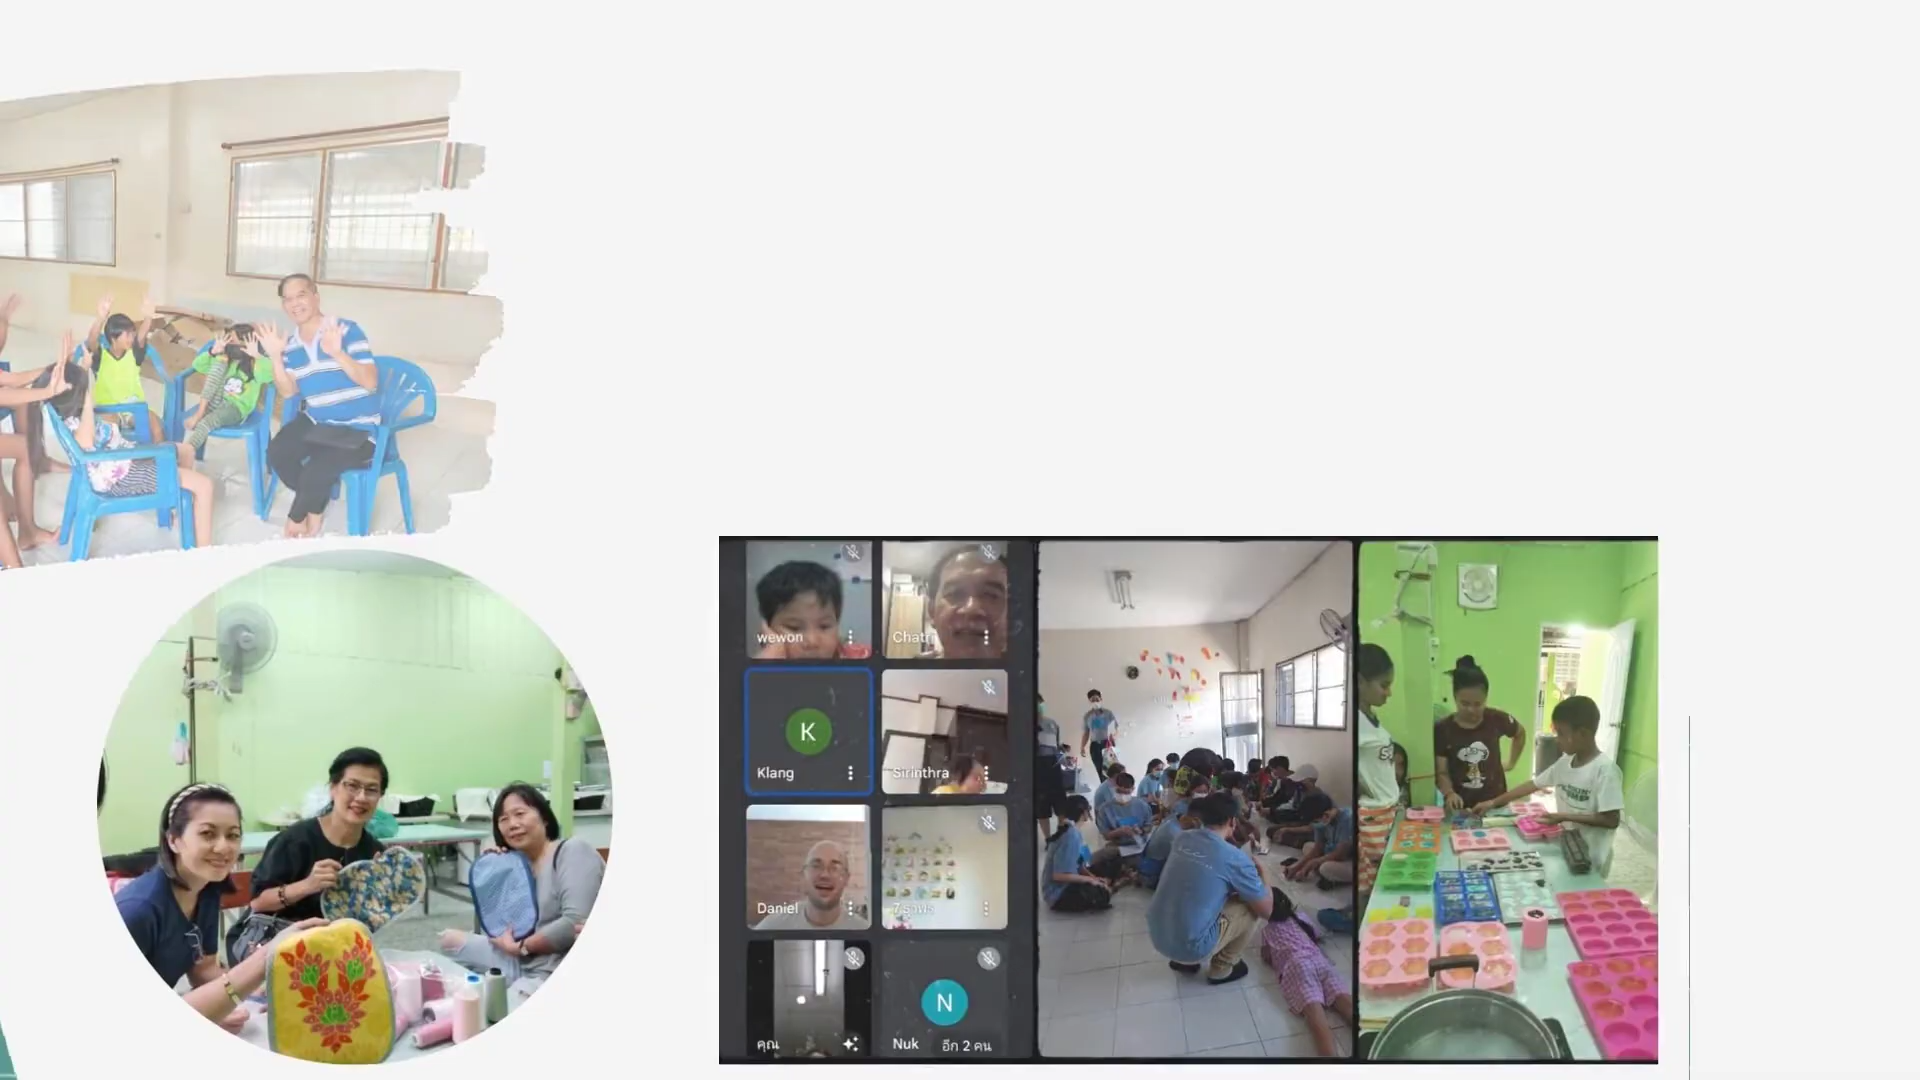 wewon
Chatri
K
Klang
Sirinthra
Daniel
คุณ
N
Nuk
อีก 2 คน